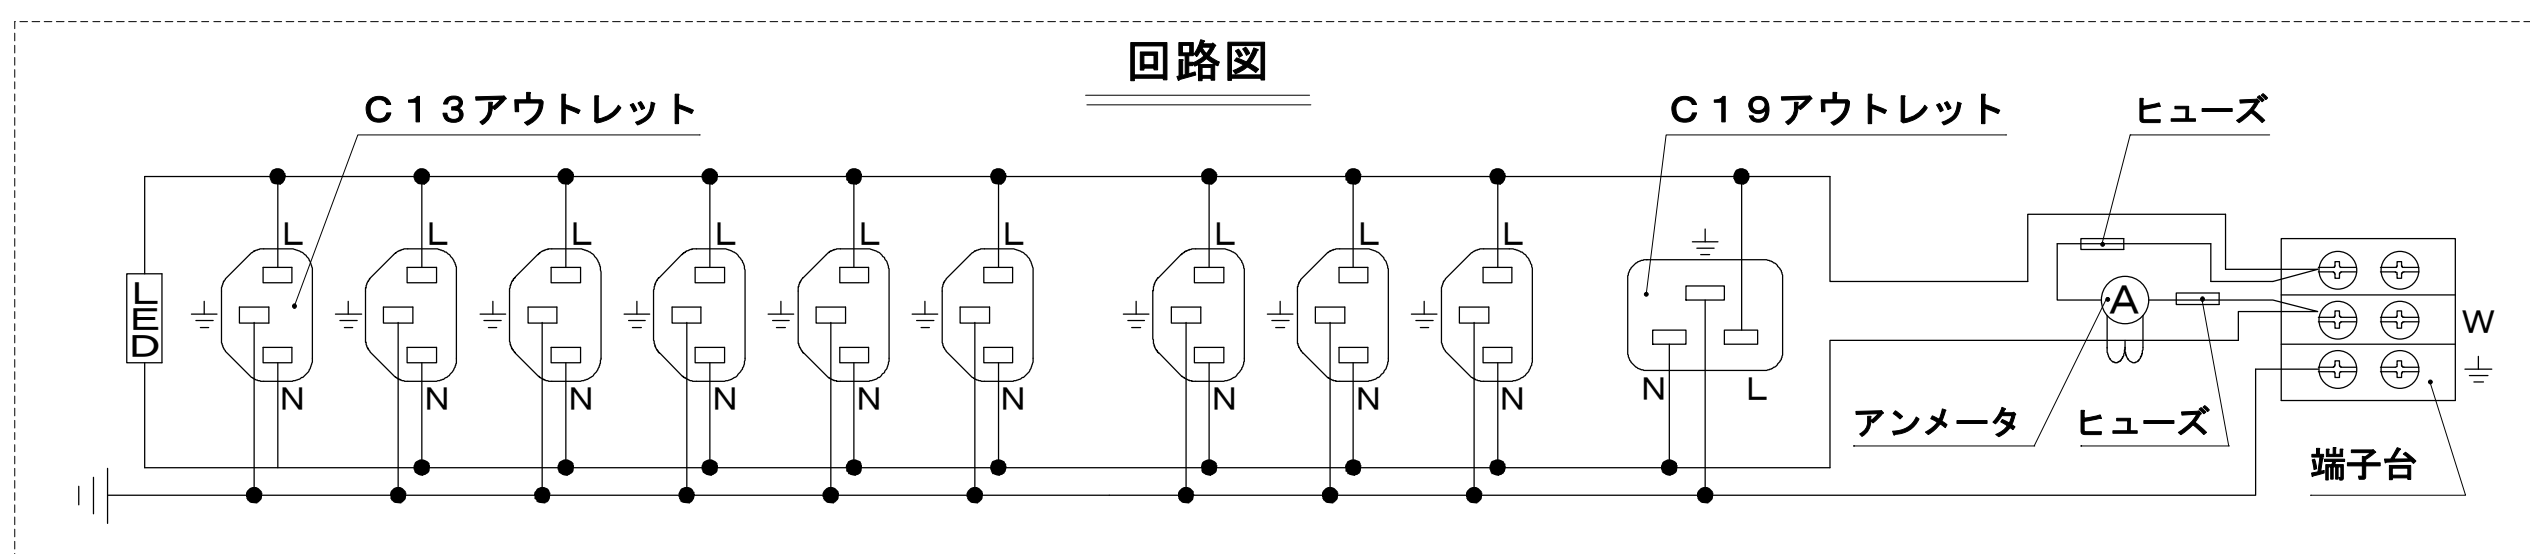 回路図
C13アウトレット
C19アウトレット
ヒューズ
L L L L L L L L L
LED
A
W
N N N N N N N N N
N L
アンメータ
ヒューズ
端子台